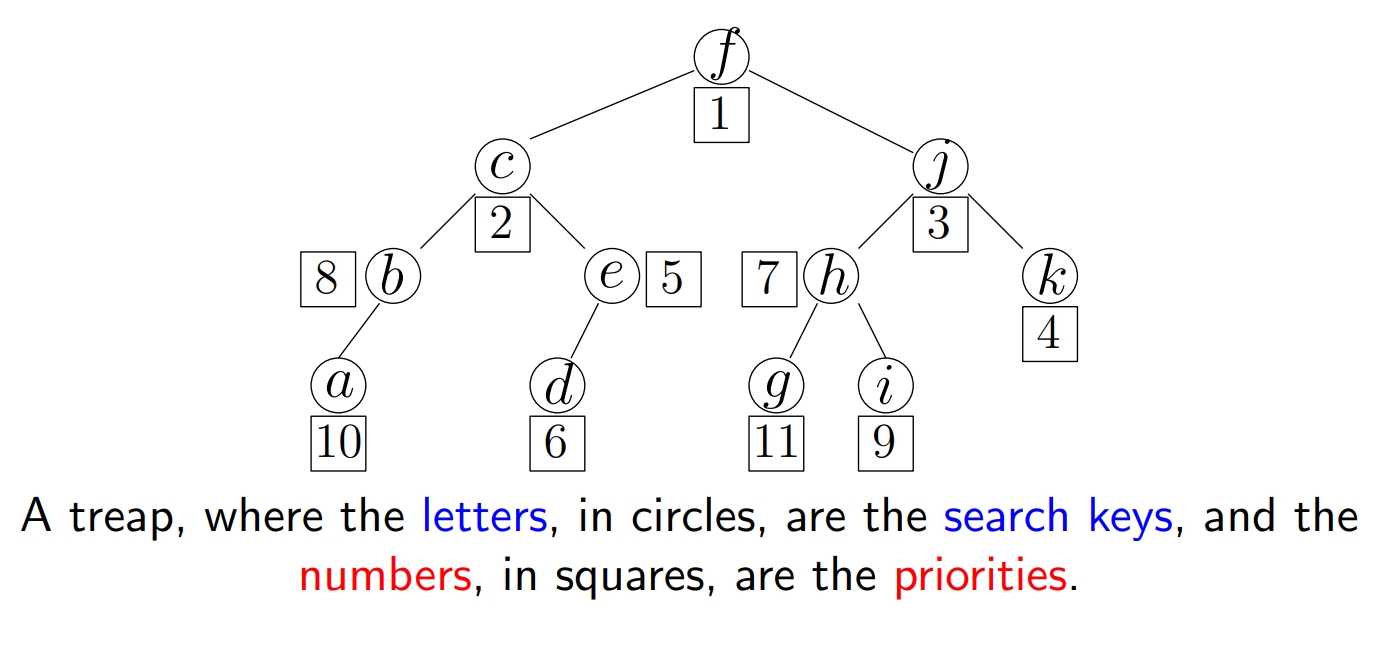 f
1
c
j
2
3
8 b e 5 7 h k
4
a d g i
10 6 11 9
A treap, where the letters, in circles, are the search keys, and the
numbers, in squares, are the priorities.